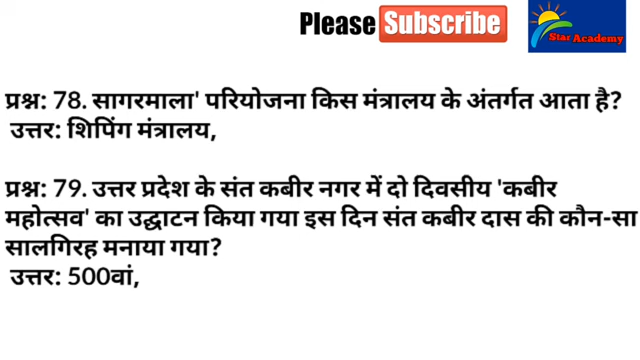 Please Subscribe
Star Academy
प्रश्न: 78. सागरमाला' परियोजना किस मंत्रालय के अंतर्गत आता है?
उत्तर: शिपिंग मंत्रालय,
प्रश्न: 79. उत्तर प्रदेश के संत कबीर नगर में दो दिवसीय 'कबीर
महोत्सव' का उद्घाटन किया गया इस दिन संत कबीर दास की कौन-सा
सालगिरह मनाया गया?
उत्तर: 500वां,